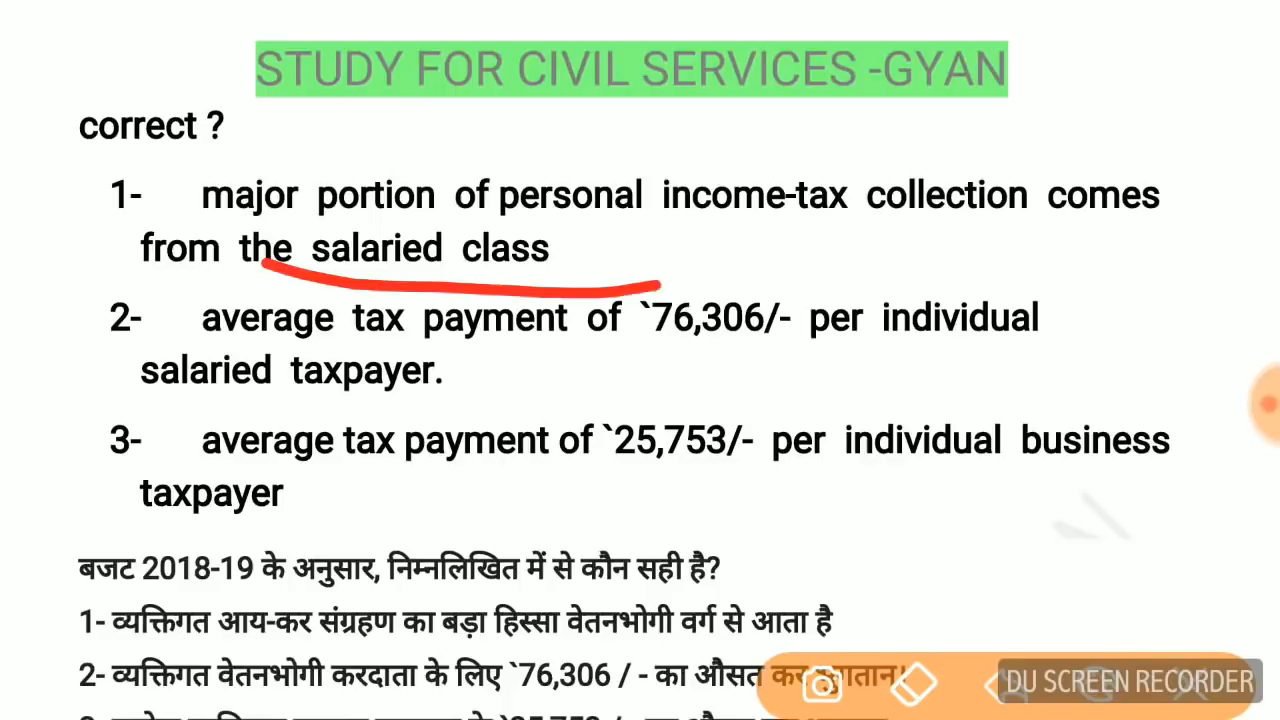 STUDY FOR CIVIL SERVICES -GYAN
correct ?
1- major portion of personal income-tax collection comes
from the salaried class
2- average tax payment of `76,306/- per individual
salaried taxpayer.
3- average tax payment of `25,753/- per individual business
taxpayer
बजट 2018-19 के अनुसार, निम्नलिखित में से कौन सही है?
1- व्यक्तिगत आय-कर संग्रहण का बड़ा हिस्सा वेतनभोगी वर्ग से आता है
2- व्यक्तिगत वेतनभोगी करदाता के लिए `76,306 / - का औसत कर
DU SCREEN RECORDER